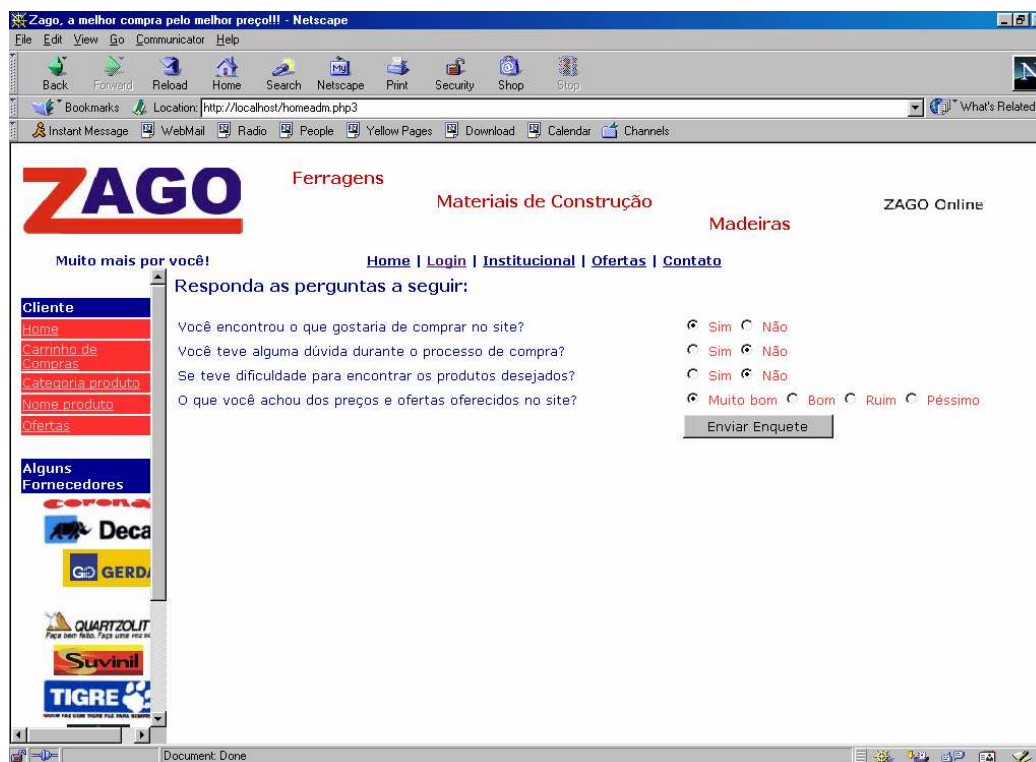 Zago, a melhor compra pelo melhor preço!!! - Netscape
File Edit View Go Communicator Help
Back Forward Reload Home Search Netscape Print Security Shop Stop
My
N
Bookmarks Location: http://localhost/homeadm.php3 What's Related
Instant Message WebMail Radio People Yellow Pages Download Calendar Channels
ZAGO
Ferragens
Materiais de Construção
Madeiras
ZAGO Online
Muito mais por você!
Home | Login | Institucional | Ofertas | Contato
Responda as perguntas a seguir:
Cliente
Home
Carrinho de
Compras
Categoria produto
Nome produto
Ofertas
Você encontrou o que gostaria de comprar no site? Sim Não
Você teve alguma dúvida durante o processo de compra? Sim Não
Se teve dificuldade para encontrar os produtos desejados? Sim Não
O que você achou dos preços e ofertas oferecidos no site? Muito bom Bom Ruim Péssimo
Enviar Enquete
Alguns
Fornecedores
corona
Deca
GG GERDA
QUARTZOLIT
Suvinil
TIGRE
Document: Done